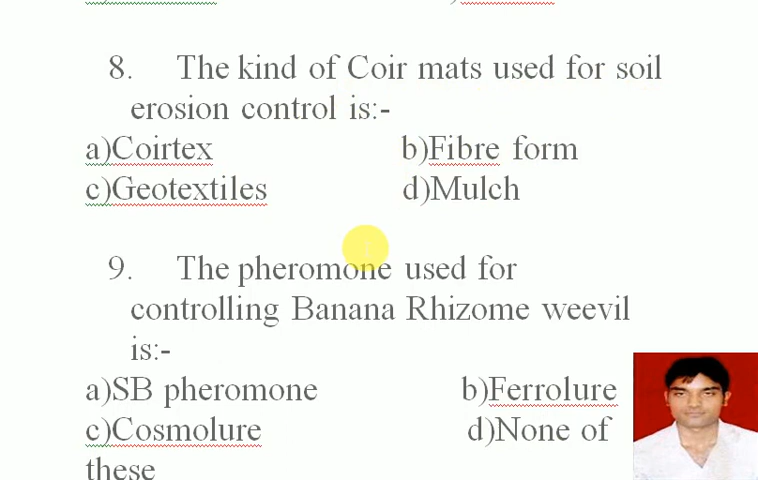 8. The kind of Coir mats used for soil
erosion control is:-
a)Coirtex b)Fibre form
c)Geotextiles d)Mulch
9. The pheromone used for
controlling Banana Rhizome weevil
is:-
a)SB pheromone b)Ferrolure
c)Cosmolure d)None of
these